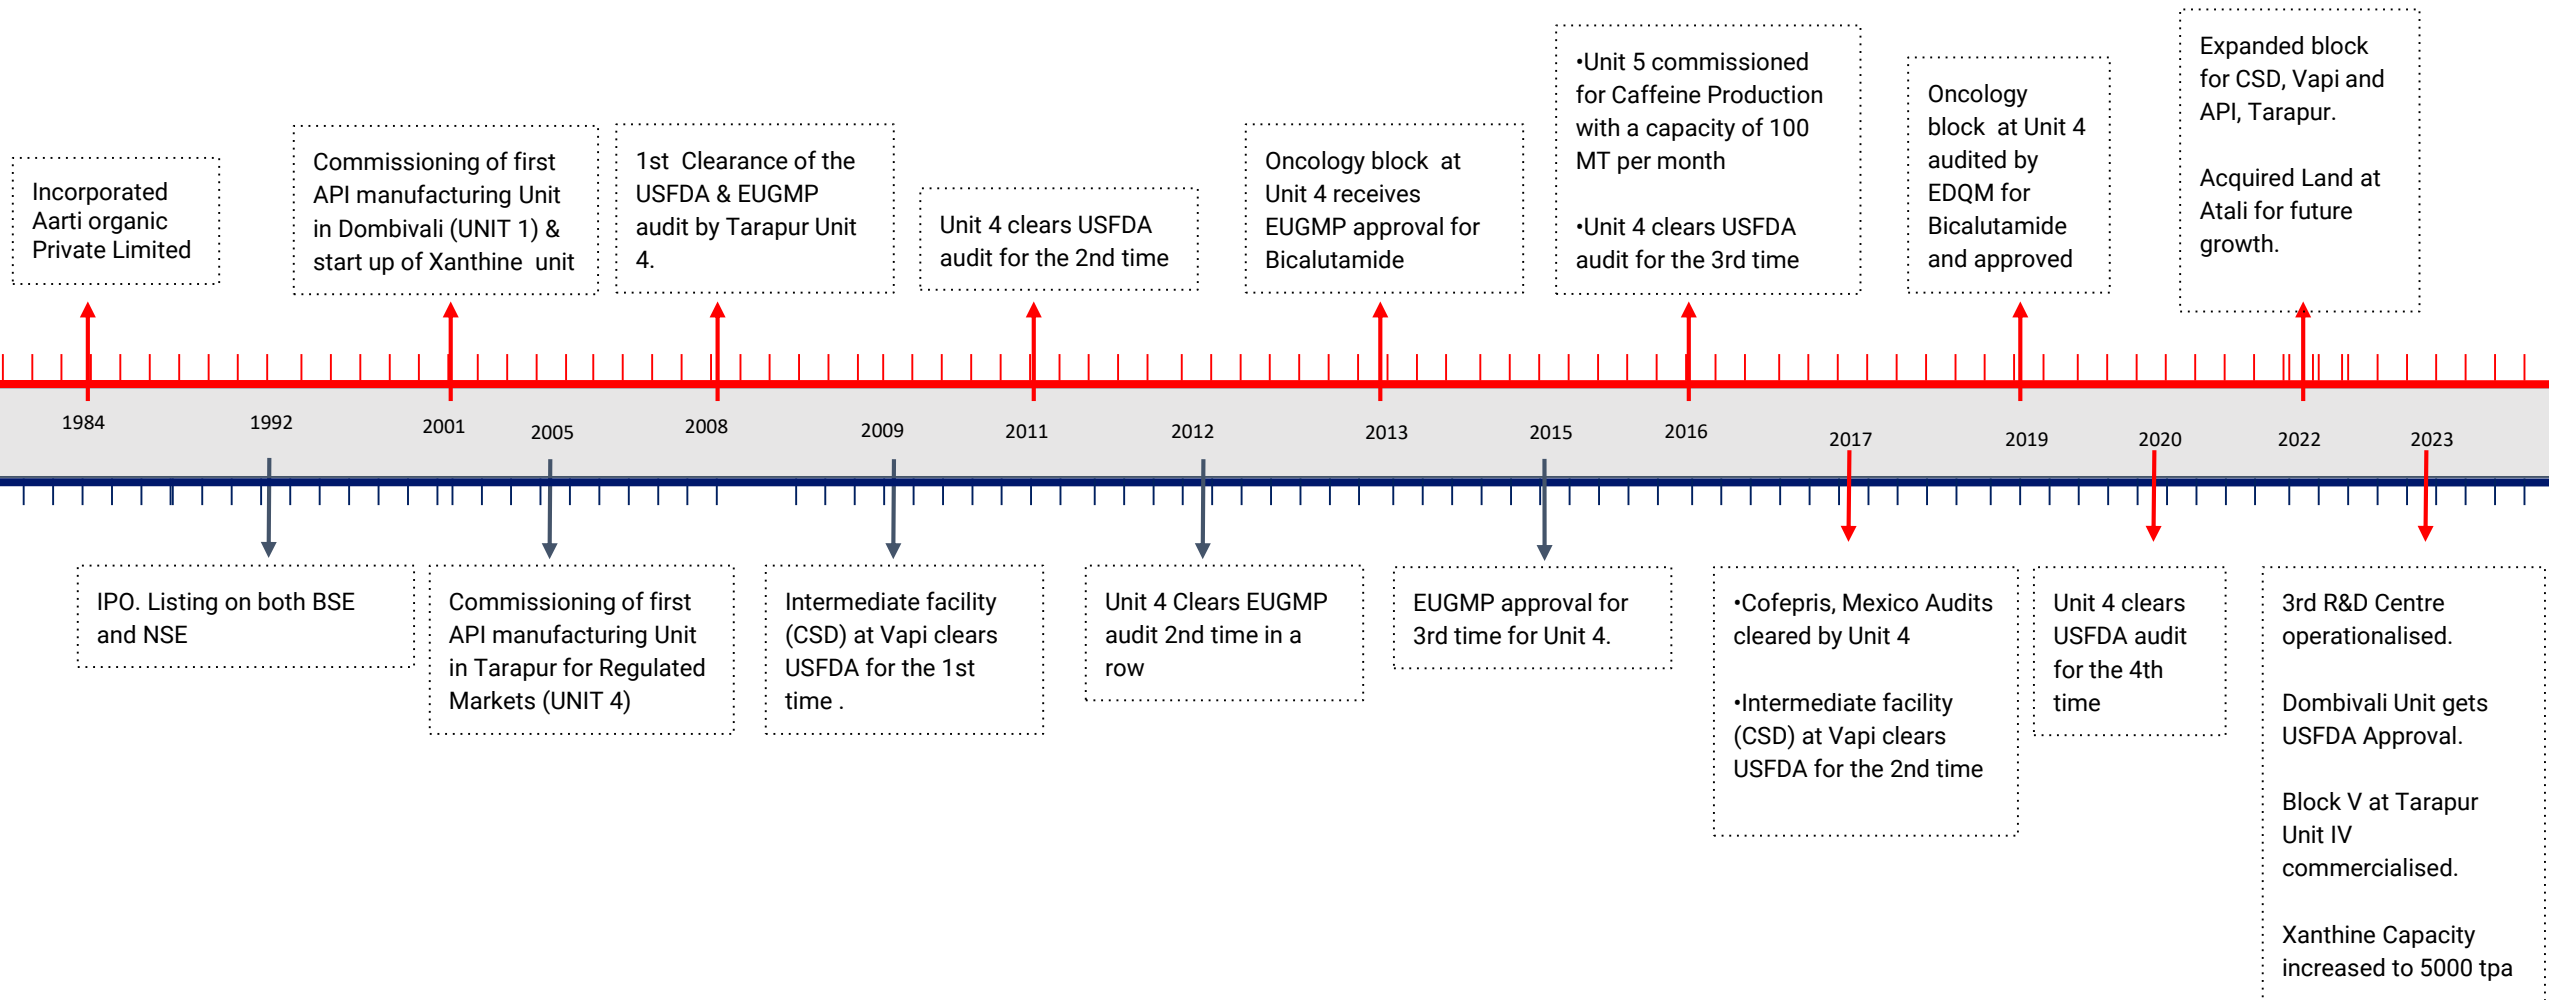 Incorporated
Aarti organic
Private Limited
Commissioning of first
API manufacturing Unit
in Dombivali (UNIT 1) &
start up of Xanthine unit
1st Clearance of the
USFDA & EUGMP
audit by Tarapur Unit
4.
Unit 4 clears USFDA
audit for the 2nd time
Oncology block at
Unit 4 receives
EUGMP approval for
Bicalutamide
•Unit 5 commissioned
for Caffeine Production
with a capacity of 100
MT per month
•Unit 4 clears USFDA
audit for the 3rd time
Oncology
block at Unit 4
audited by
EDQM for
Bicalutamide
and approved
Expanded block
for CSD, Vapi and
API, Tarapur.
Acquired Land at
Atali for future
growth.
1984
1992
2001
2005
2008
2009
2011
2012
2013
2015
2016
2017
2019
2020
2022
2023
IPO. Listing on both BSE
and NSE
Commissioning of first
API manufacturing Unit
in Tarapur for Regulated
Markets (UNIT 4)
Intermediate facility
(CSD) at Vapi clears
USFDA for the 1st
time .
Unit 4 Clears EUGMP
audit 2nd time in a
row
EUGMP approval for
3rd time for Unit 4.
•Cofepris, Mexico Audits
cleared by Unit 4
•Intermediate facility
(CSD) at Vapi clears
USFDA for the 2nd time
Unit 4 clears
USFDA audit
for the 4th
time
3rd R&D Centre
operationalised.
Dombivali Unit gets
USFDA Approval.
Block V at Tarapur
Unit IV
commercialised.
Xanthine Capacity
increased to 5000 tpa